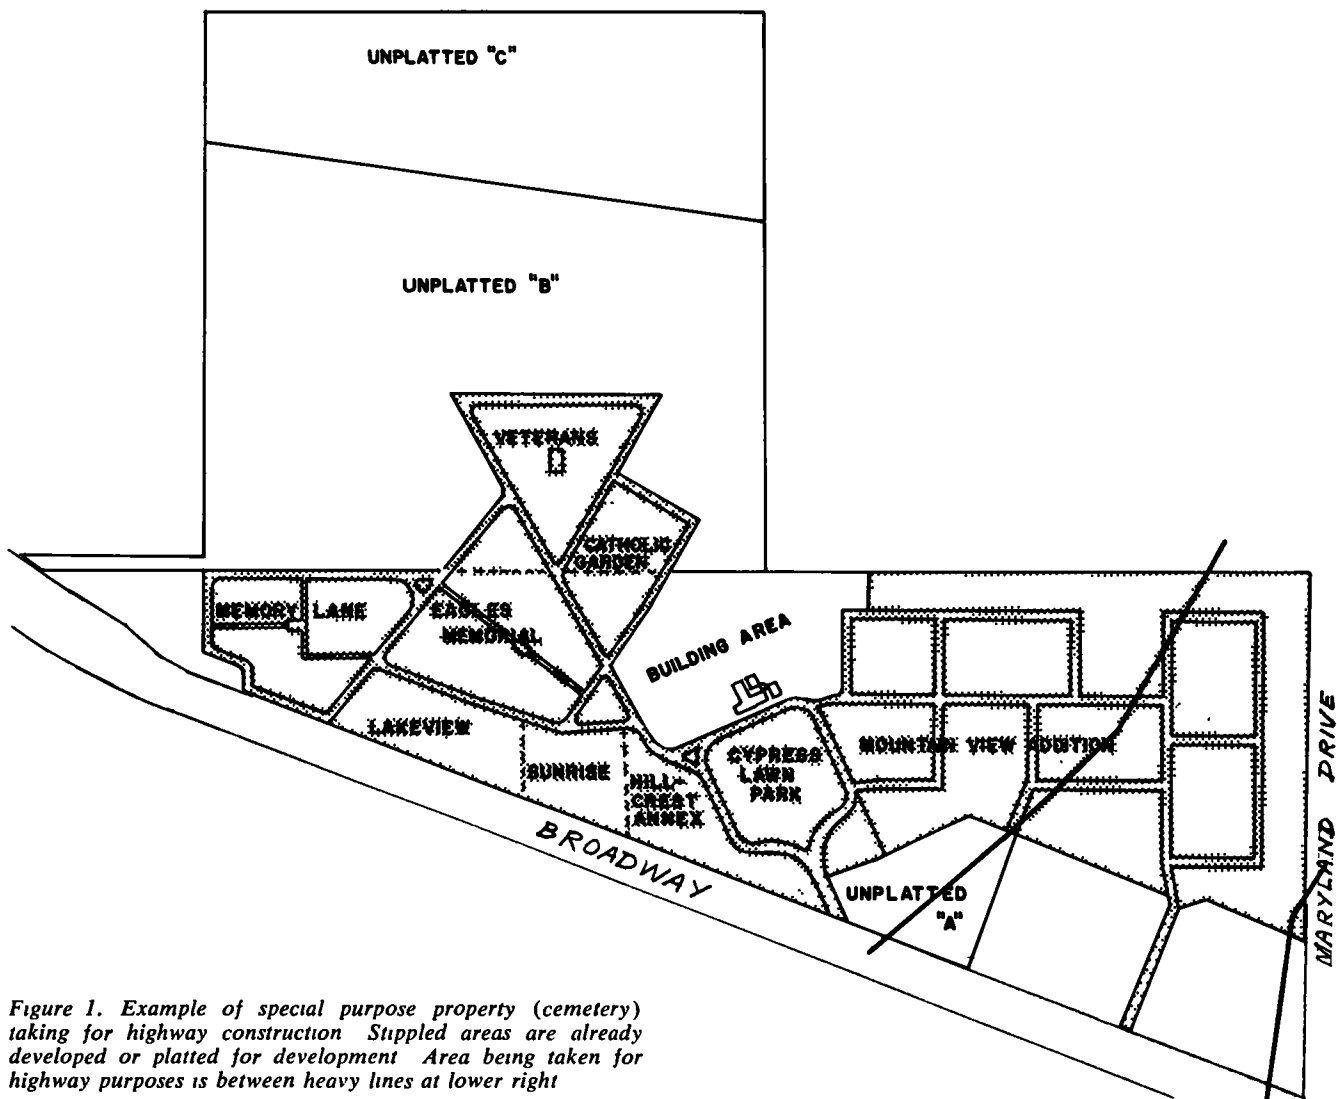 UNPLATTED "C"
UNPLATTED "B"
VETERANS
CATHOLIC
GARDEN
MEMORY LANE
EAGLES
MEMORIAL
BUILDING AREA
LAKEVIEW
SUNRISE
HILL-
CREST
ANNEX
CYPRESS
LAWN
PARK
MOUNTAIN VIEW ADDITION
UNPLATTED
"A"
BROADWAY
MARYLAND DRIVE
Figure 1. Example of special purpose property (cemetery)
taking for highway construction Stippled areas are already
developed or platted for development Area being taken for
highway purposes is between heavy lines at lower right